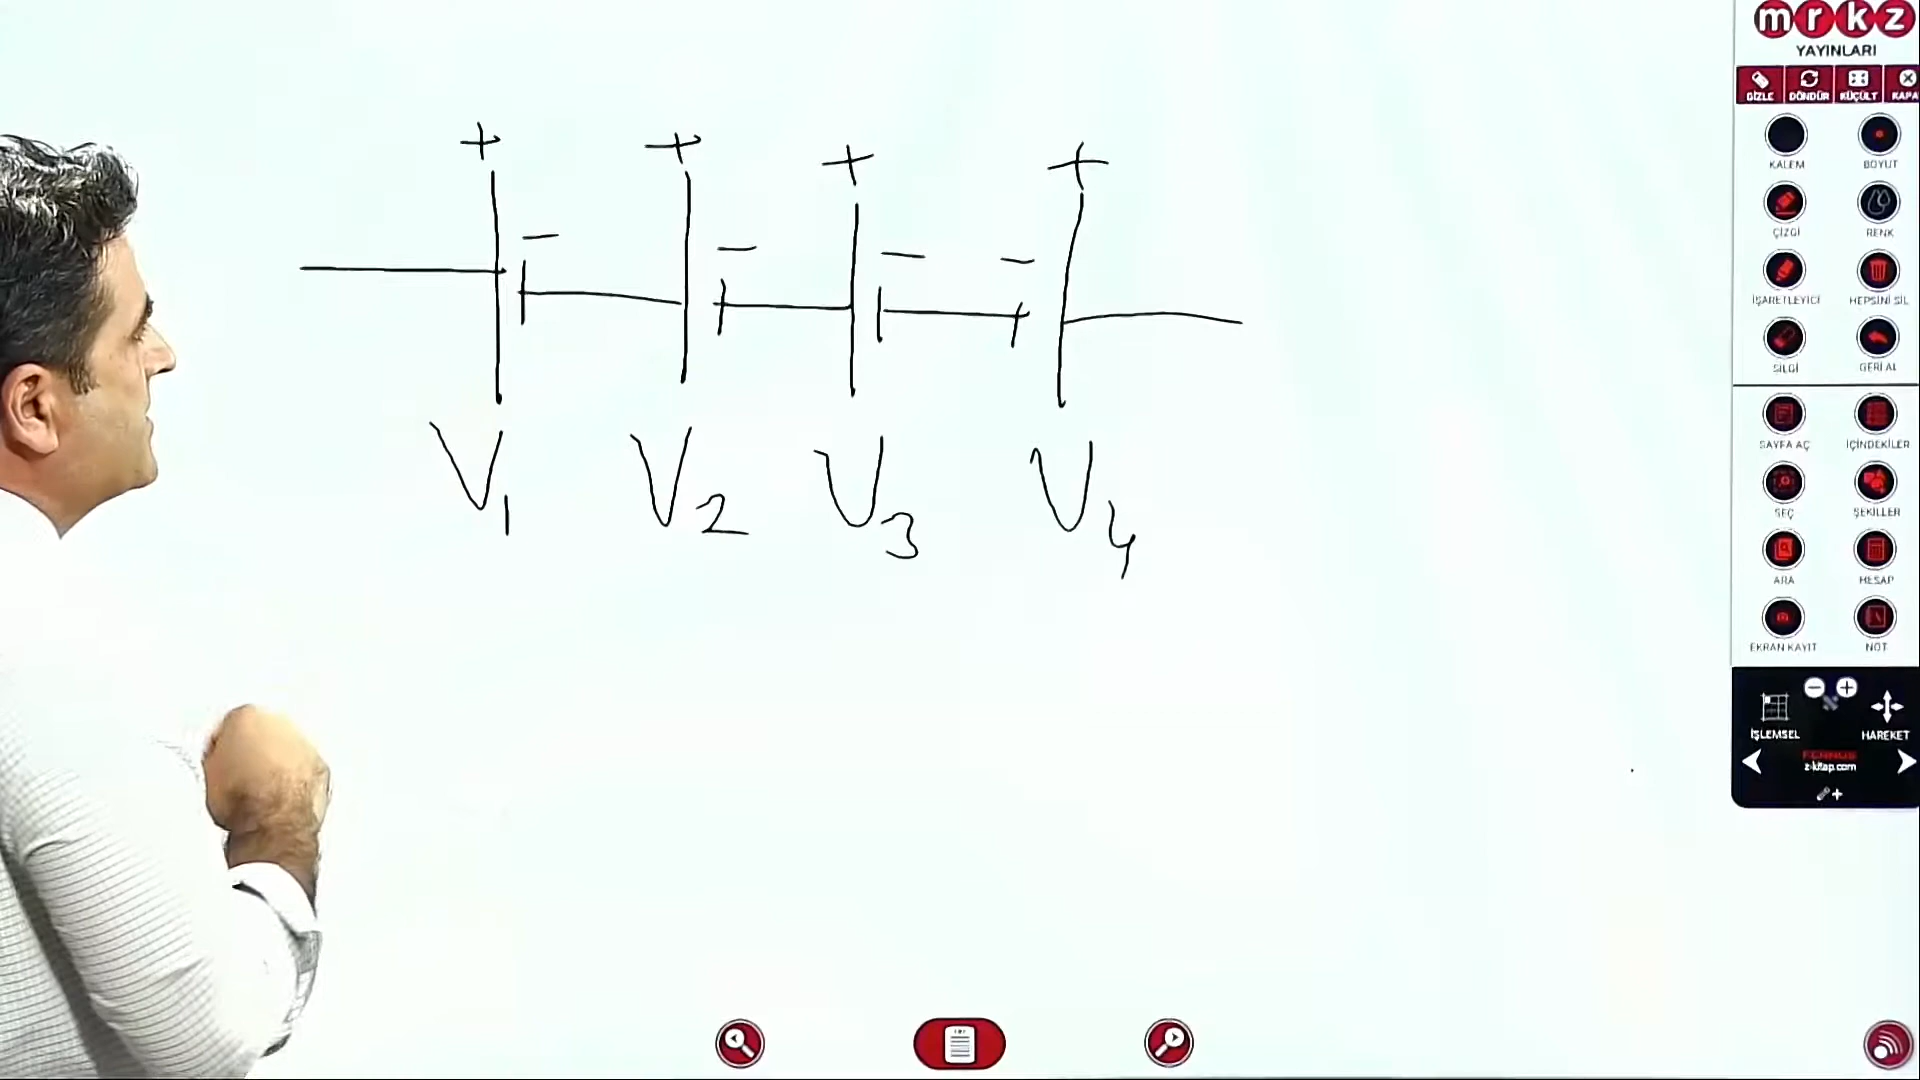 mrkz
YAYINLARI
GİZLE DÖNDÜR KÜÇÜLT KAPA
KALEM BOYUT
ÇİZGİ RENK
İŞARETLEYİCİ HEPSİNİ SİL
SİLGİ GERİ AL
SAYFA AÇ İÇİNDEKİLER
SEÇ ŞEKİLLER
ARA HESAP
EKRAN KAYIT NOT
İŞLEMSEL HAREKET
FERNUS
z-kitap.com
+ + + +
− − − −
V1 V2 V3 V4